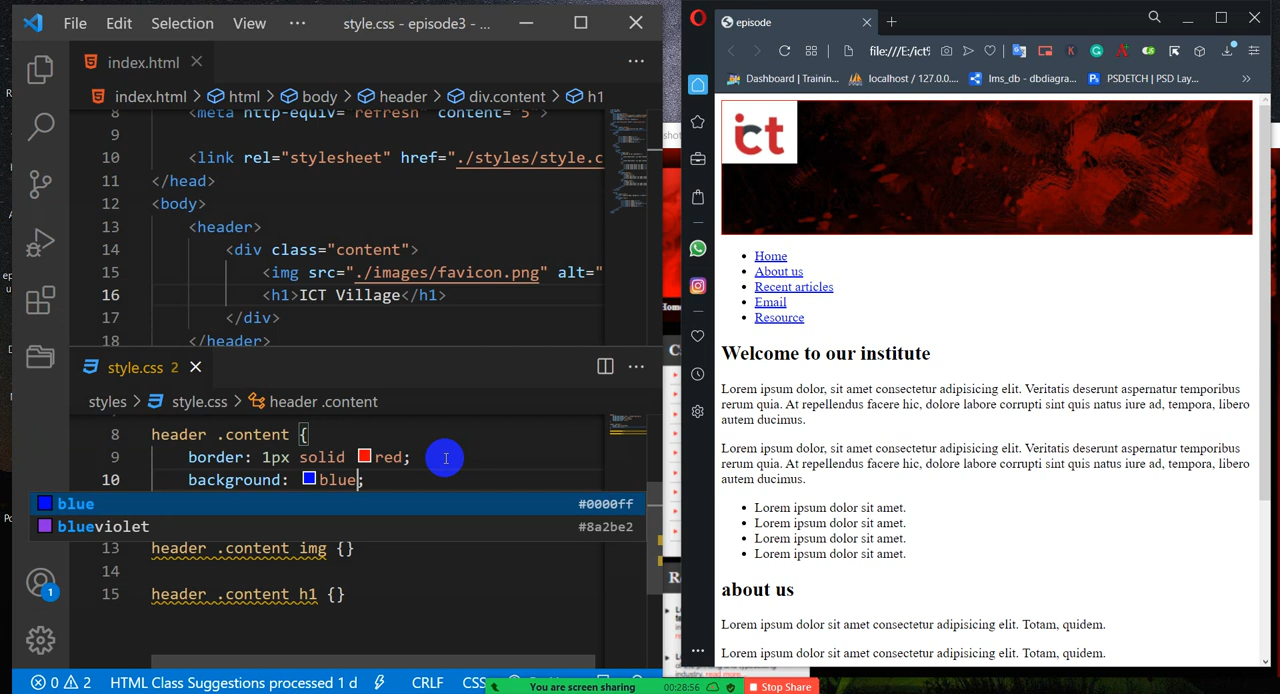 File Edit Selection View ··· style.css - episode3 - ...
index.html
index.html > html > body > header > div.content > h1
8 <meta http-equiv="refresh" content="5">
9
10 <link rel="stylesheet" href="./styles/style.c
11 </head>
12 <body>
13 <header>
14 <div class="content">
15 <img src="./images/favicon.png" alt="
16 <h1>ICT Village</h1>
17 </div>
</header>
style.css 2
styles > style.css > header .content
8 header .content {
9 border: 1px solid red;
10 background: blue;
blue #0000ff
blueviolet #8a2be2
13 header .content img {}
14
15 header .content h1 {}
1
0 2 HTML Class Suggestions processed 1 d CRLF CSS
You are screen sharing 00:28:56 Stop Share
episode
file:///E:/ict
Dashboard | Trainin... localhost / 127.0.0.... lms_db - dbdiagra... PSDETCH | PSD Lay...
ict
Home
About us
Recent articles
Email
Resource
Welcome to our institute
Lorem ipsum dolor, sit amet consectetur adipisicing elit. Veritatis deserunt aspernatur temporibus
rerum quia. At repellendus facere hic, dolore labore corrupti sint quis natus iure ad, tempora, libero
autem ducimus.
Lorem ipsum dolor, sit amet consectetur adipisicing elit. Veritatis deserunt aspernatur temporibus
rerum quia. At repellendus facere hic, dolore labore corrupti sint quis natus iure ad, tempora, libero
autem ducimus.
Lorem ipsum dolor sit amet.
Lorem ipsum dolor sit amet.
Lorem ipsum dolor sit amet.
Lorem ipsum dolor sit amet.
about us
Lorem ipsum dolor sit amet consectetur adipisicing elit. Totam, quidem.
Lorem ipsum dolor sit amet consectetur adipisicing elit. Totam, quidem.